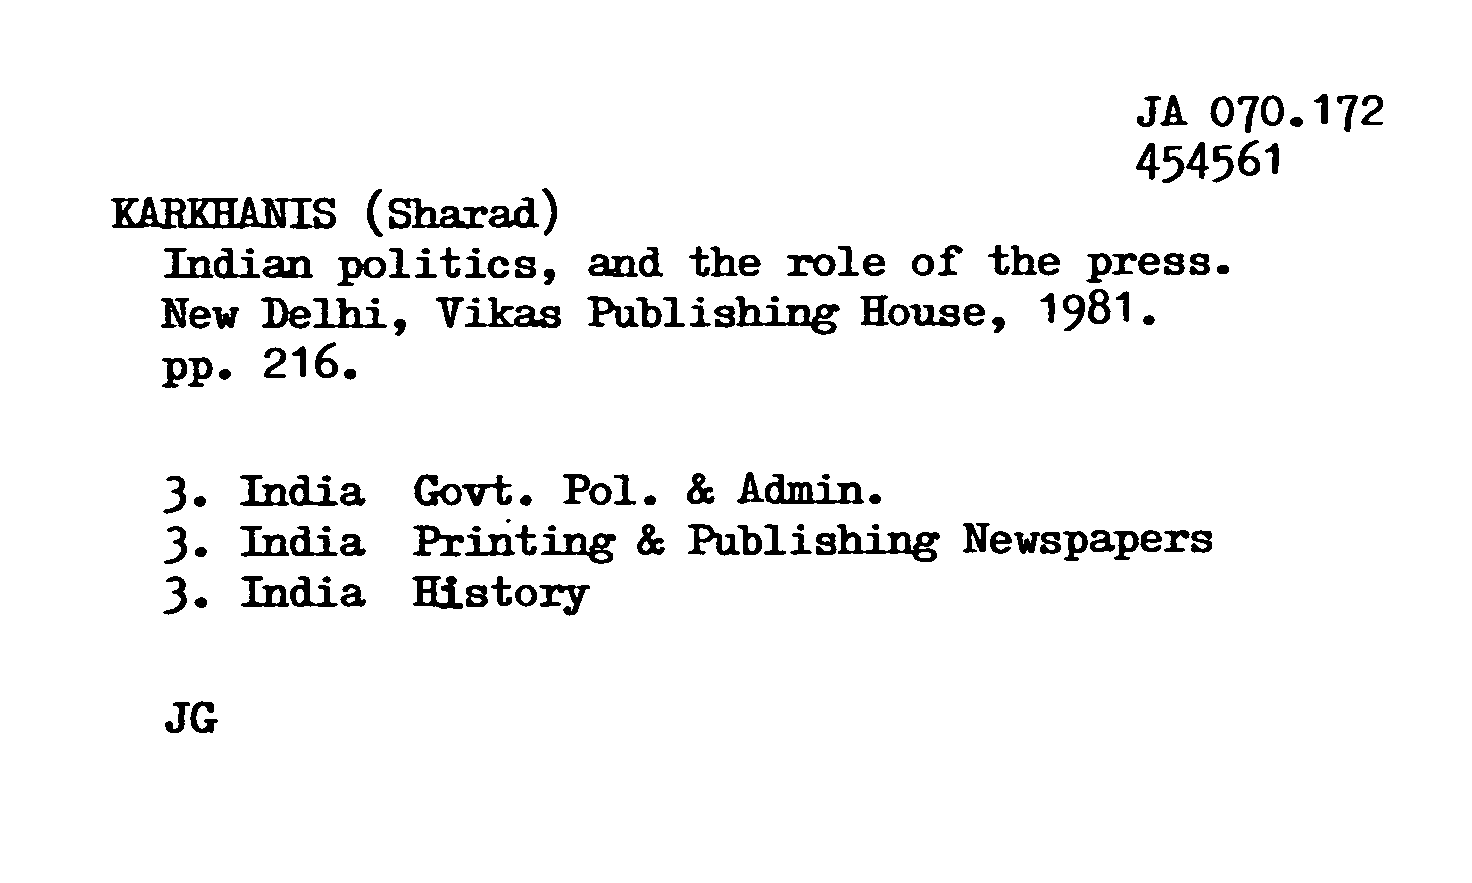 JA 070.172
454561
KARKHANIS (Sharad)
Indian politics, and the role of the press.
New Delhi, Vikas Publishing House, 1981.
pp. 216.
3. India Govt. Pol. & Admin.
3. India Printing & Publishing Newspapers
3. India History
JG